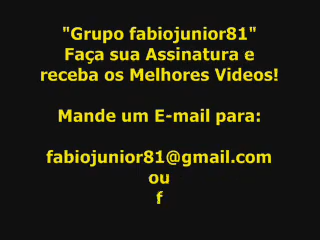 "Grupo fabiojunior81"
Faça sua Assinatura e
receba os Melhores Videos!
Mande um E-mail para:
fabiojunior81@gmail.com
ou
f